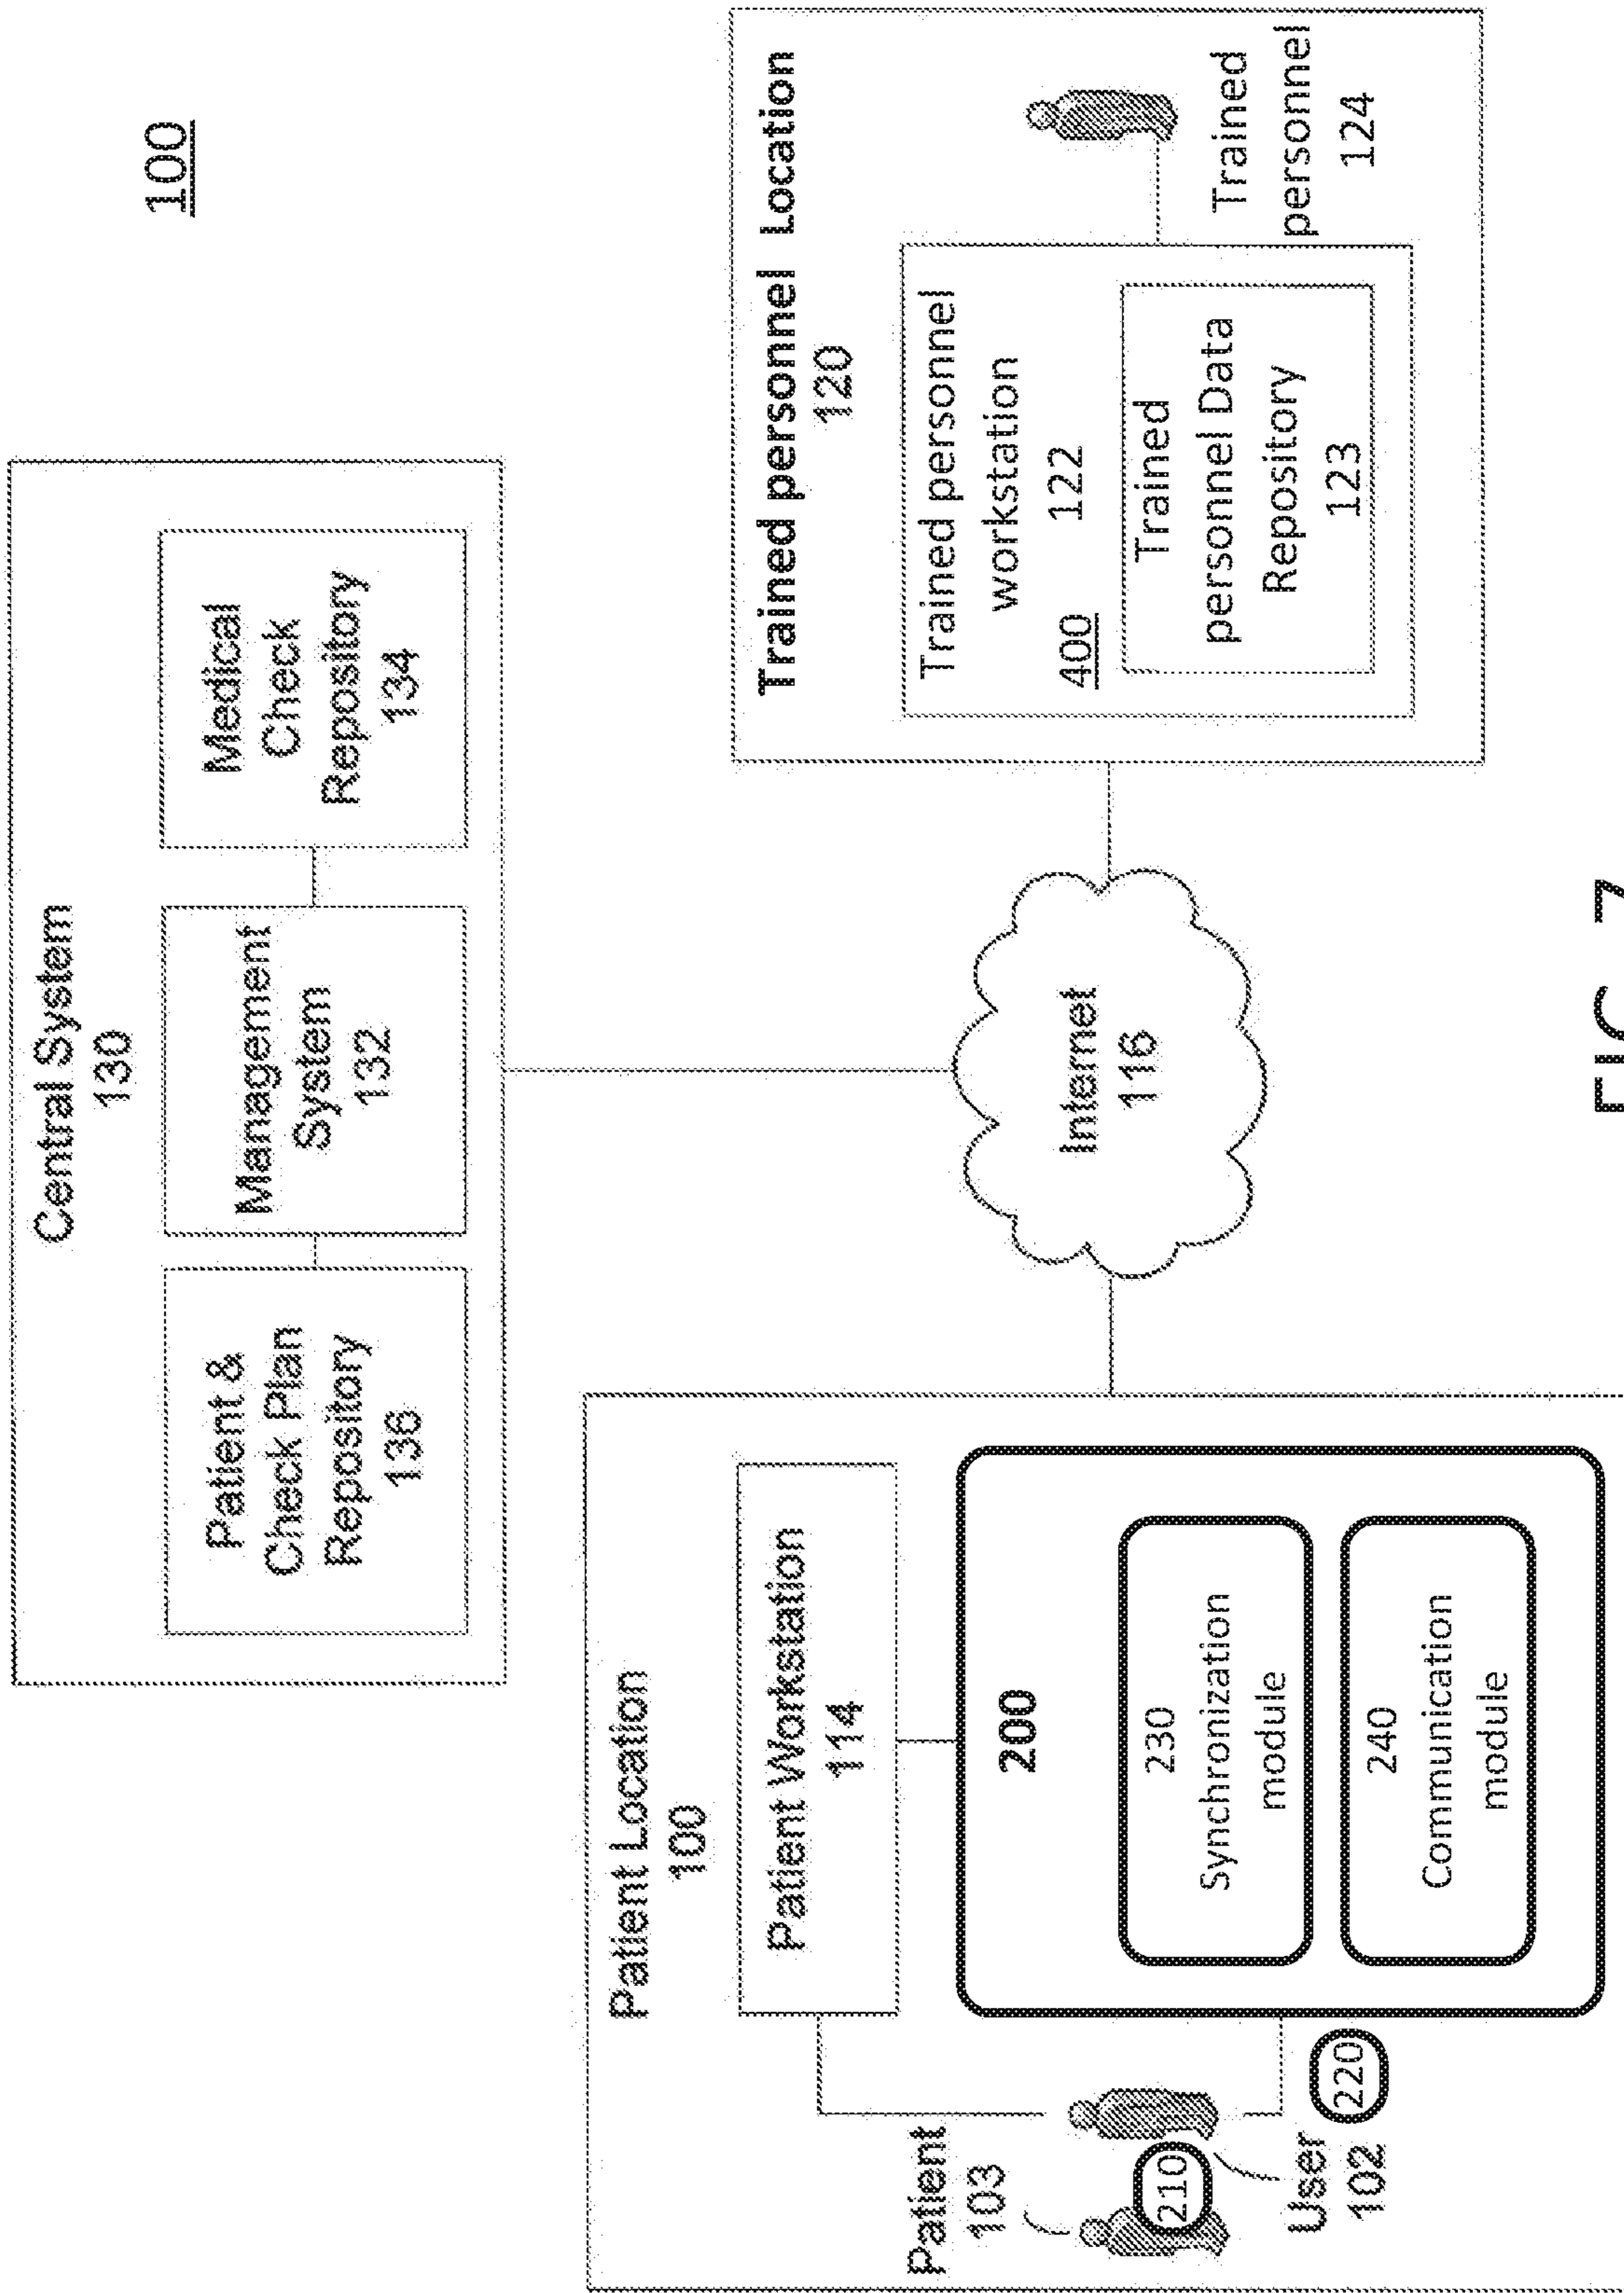 100
Central System
130
Patient &
Check Plan
Repository
136
Management
System
132
Medical
Check
Repository
134
Patient Location
100
Patient Workstation
114
200
230
Synchronization
module
240
Communication
module
Patient
103
210
User
102
220
Internet
116
Trained personnel Location
120
Trained personnel
workstation
400 122
Trained
personnel Data
Repository
123
Trained
personnel
124
FIG. 7